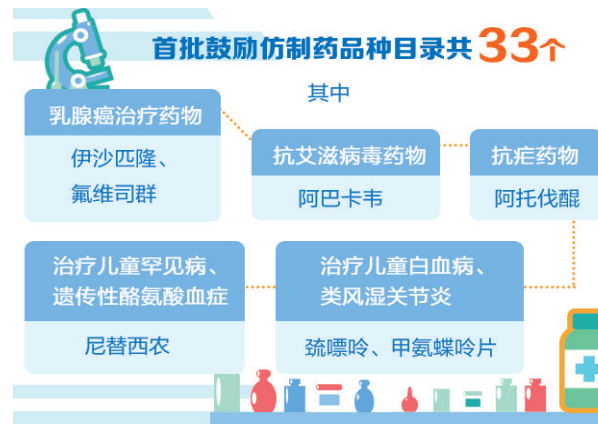 首批鼓励仿制药品种目录共33个
其中
乳腺癌治疗药物
伊沙匹隆、
氟维司群
抗艾滋病毒药物
阿巴卡韦
抗疟药物
阿托伐醌
治疗儿童白血病、
类风湿关节炎
巯嘌呤、甲氨蝶呤片
治疗儿童罕见病、
遗传性酪氨酸血症
尼替西农